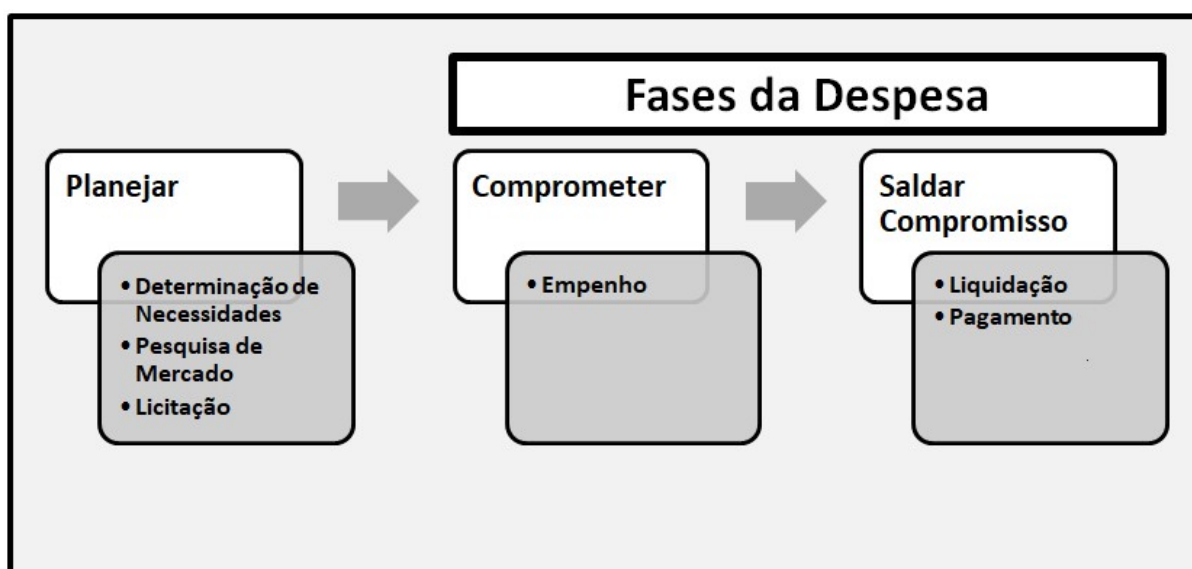 Fases da Despesa
Planejar
• Determinação de
Necessidades
• Pesquisa de
Mercado
• Licitação
Comprometer
• Empenho
Saldar
Compromisso
• Liquidação
• Pagamento